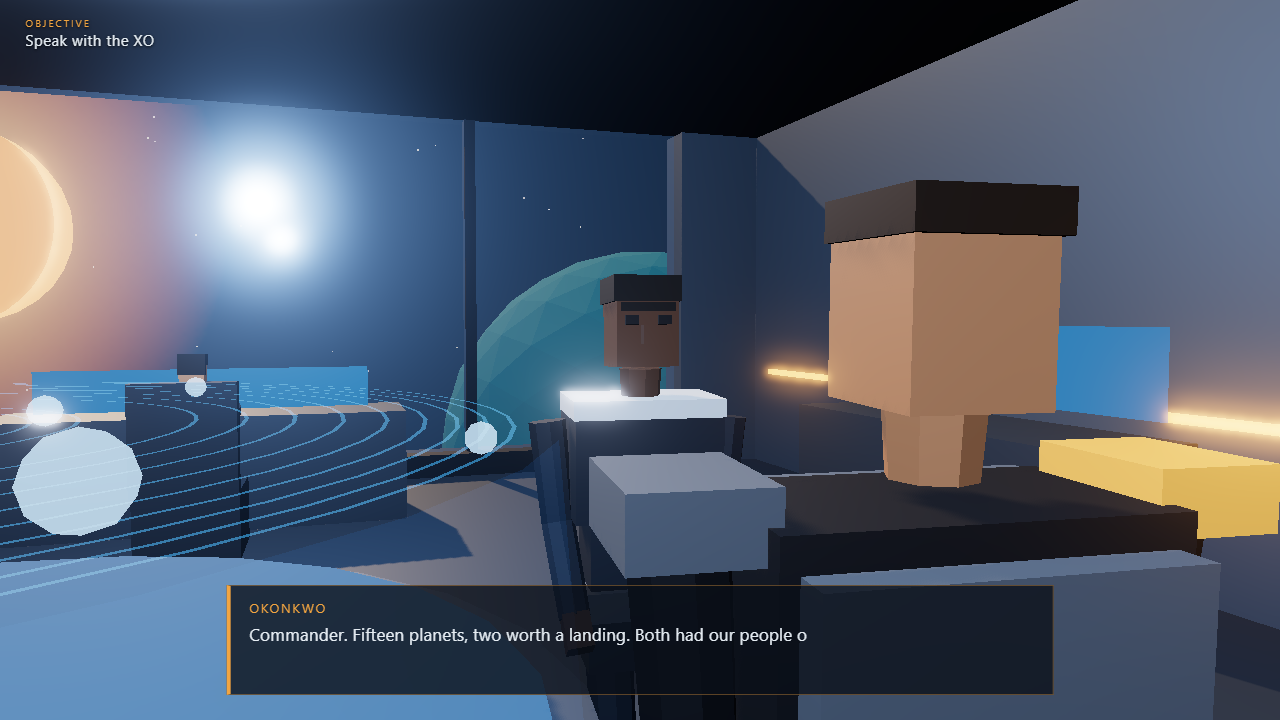 OBJECTIVE
Speak with the XO
OKONKWO
Commander. Fifteen planets, two worth a landing. Both had our people o